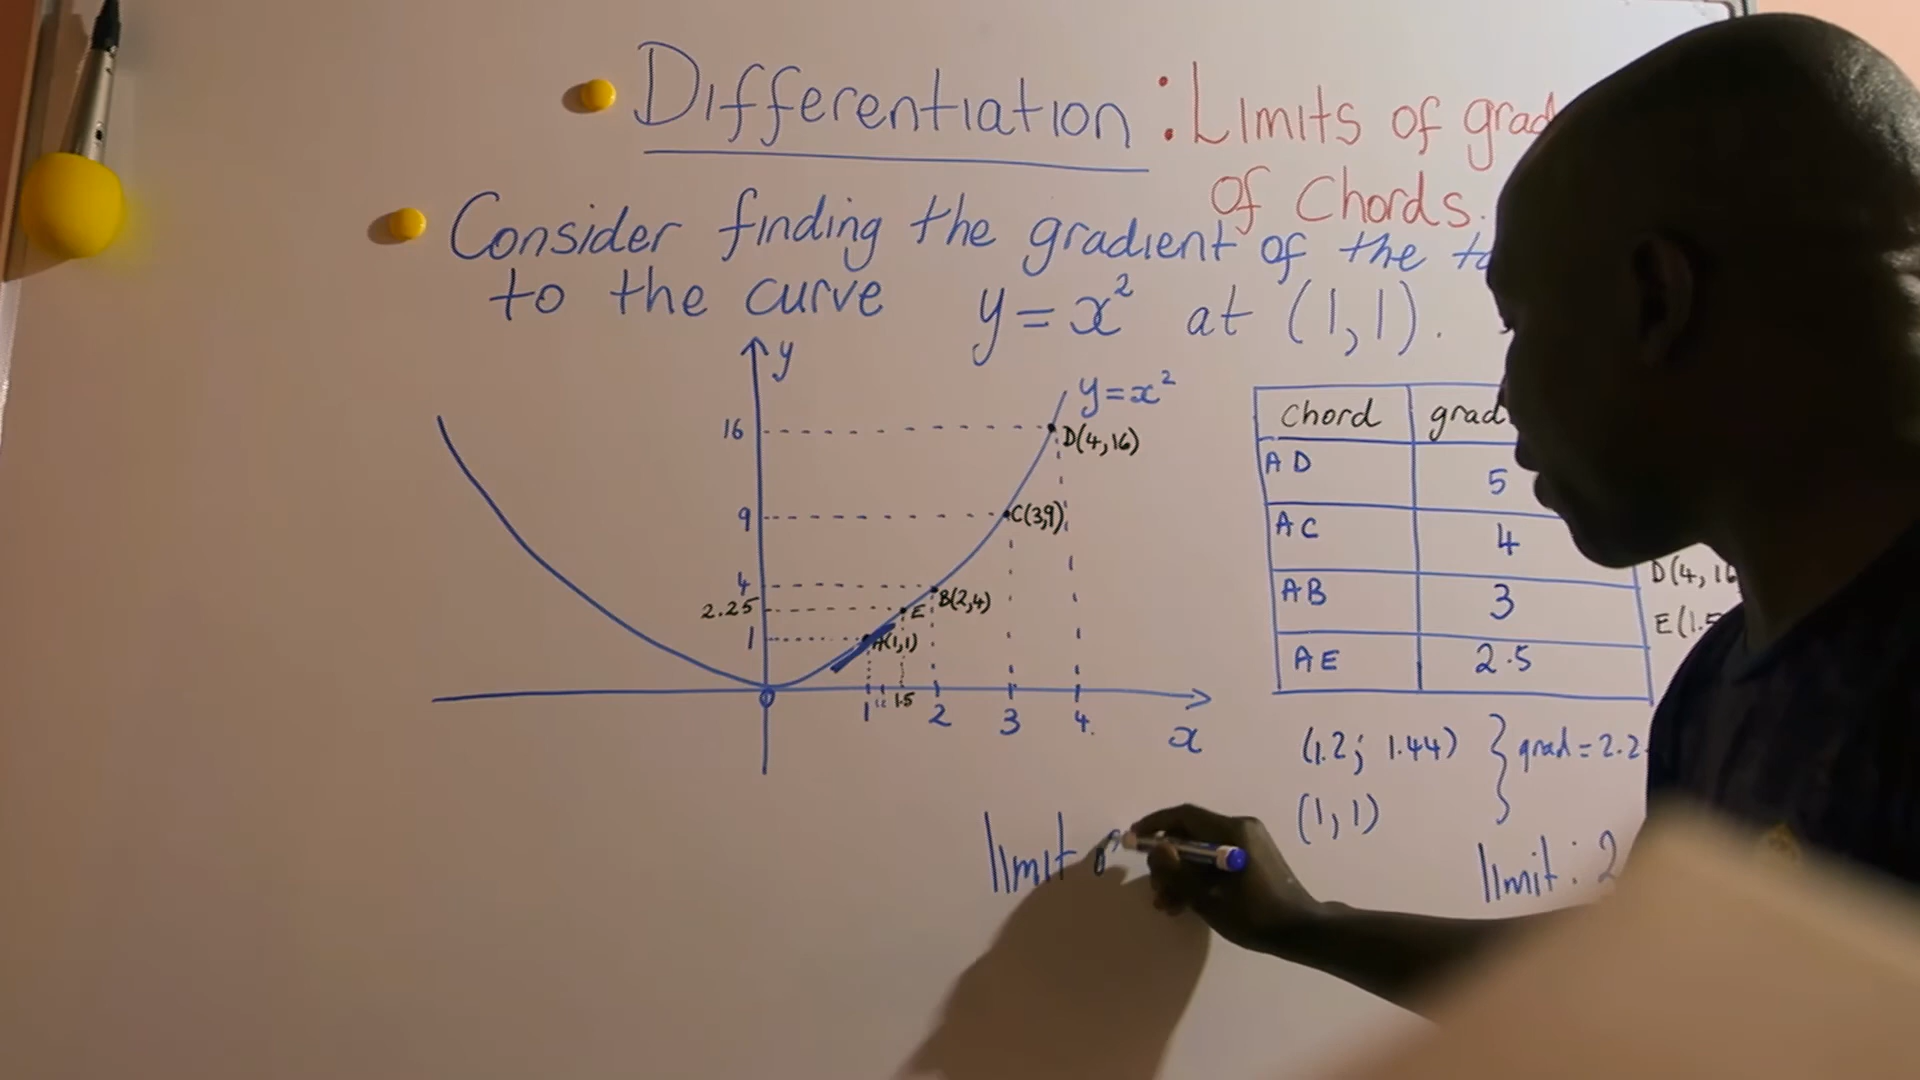 Differentiation : Limits of grad
of Chords.
Consider finding the gradient of the
to the curve y = x² at (1,1).
y
y=x²
16
D(4,16)
9
C(3,9)
4
B(2,4)
2.25
E
1
A(1,1)
0
1
1.5
2
3
4
x
chord grad
AD 5
AC 4
AB 3
AE 2.5
D(4,16
E(1.5
(1.2; 1.44) } grad = 2.2
(1,1)
limit : 2
limit